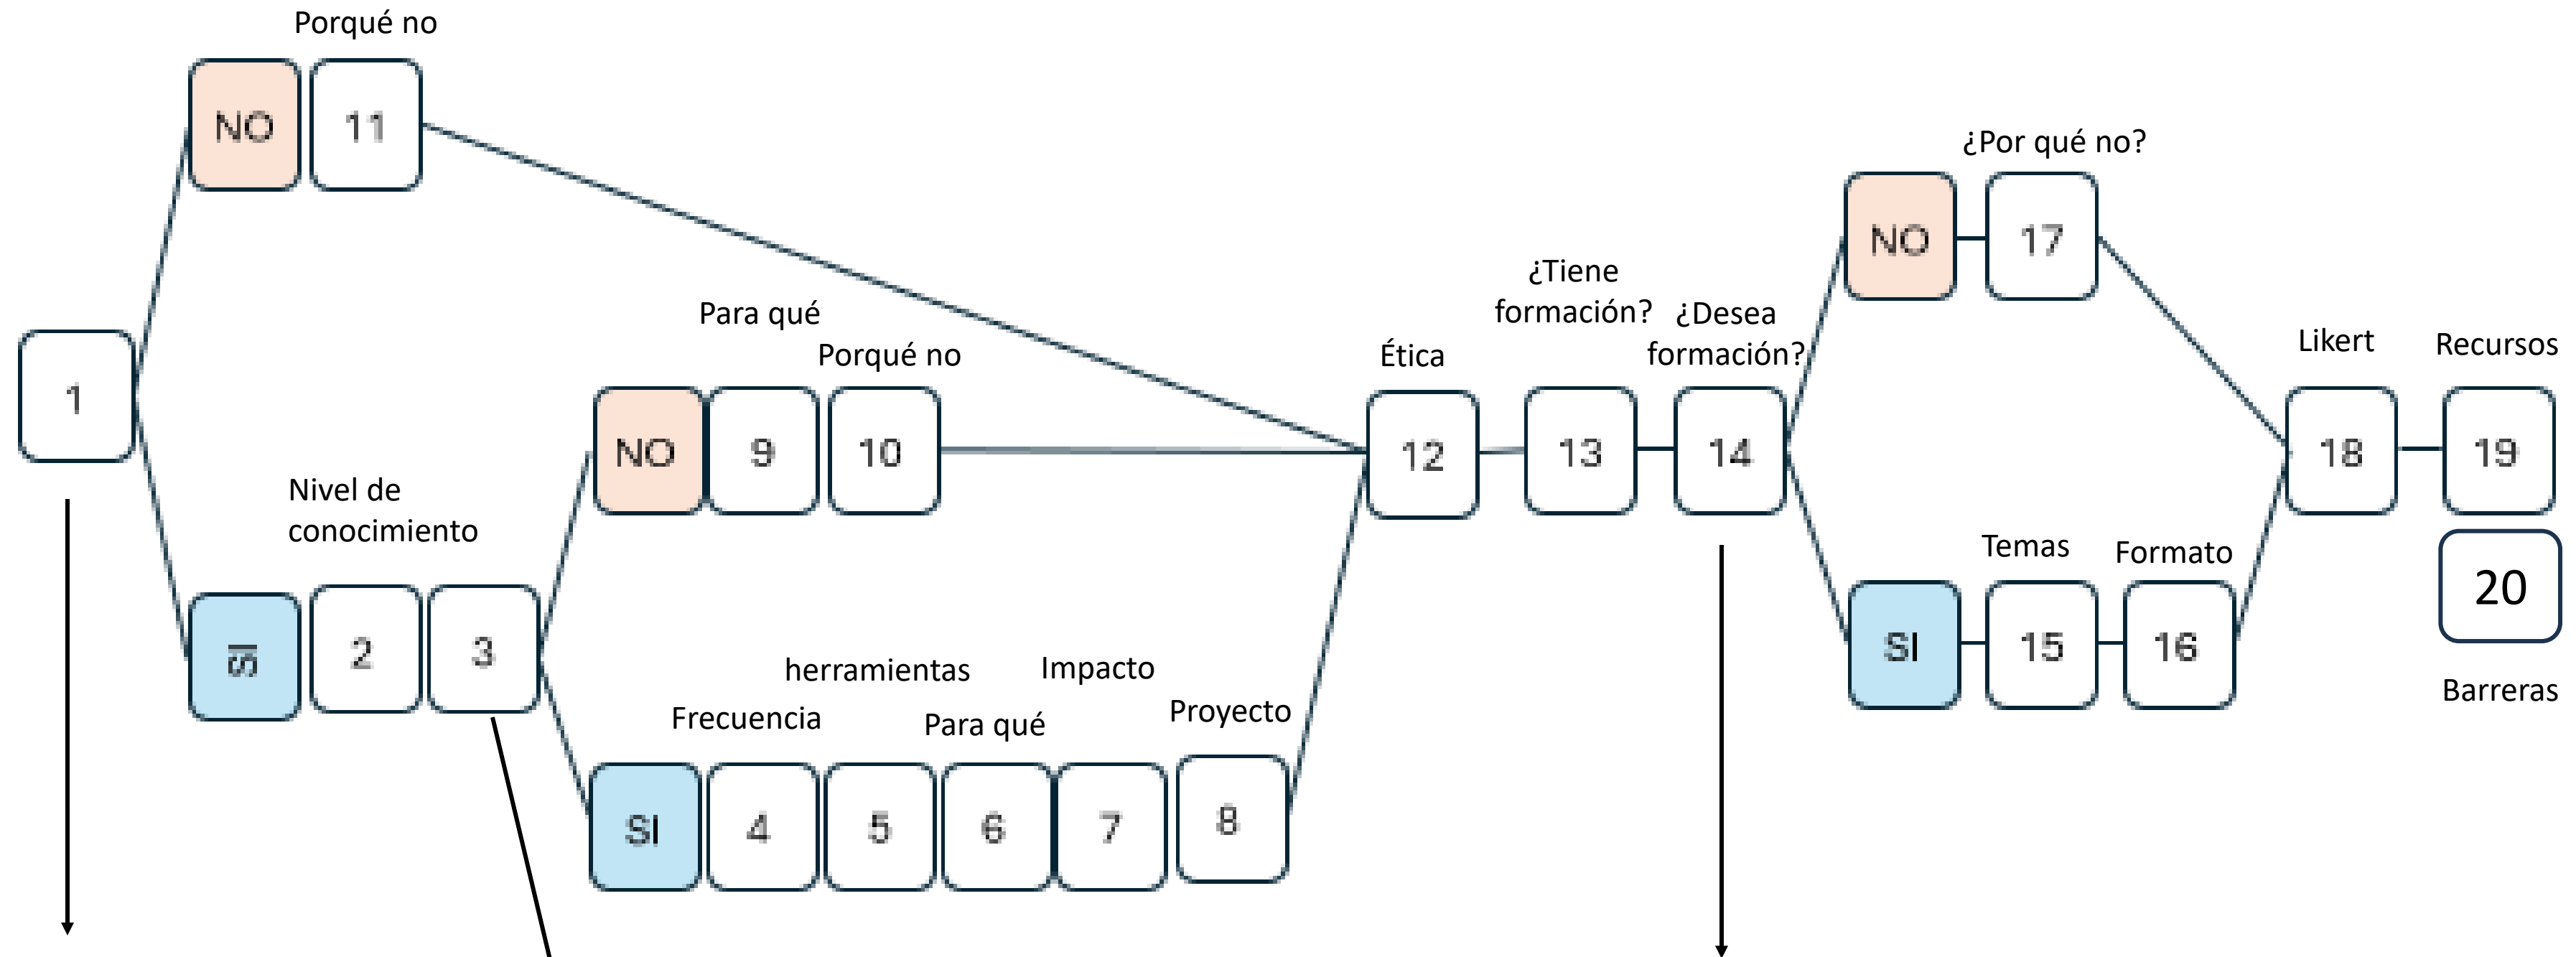 Porqué no
NO 11
¿Por qué no?
NO 17
¿Tiene
formación?
¿Desea
formación?
Para qué
Porqué no
Ética
Likert
Recursos
1
NO 9 10
12 13 14
18 19
Nivel de
conocimiento
SI 2 3
Temas
Formato
SI 15 16
20
Barreras
herramientas
Impacto
Frecuencia
Para qué
Proyecto
SI 4 5 6 7 8